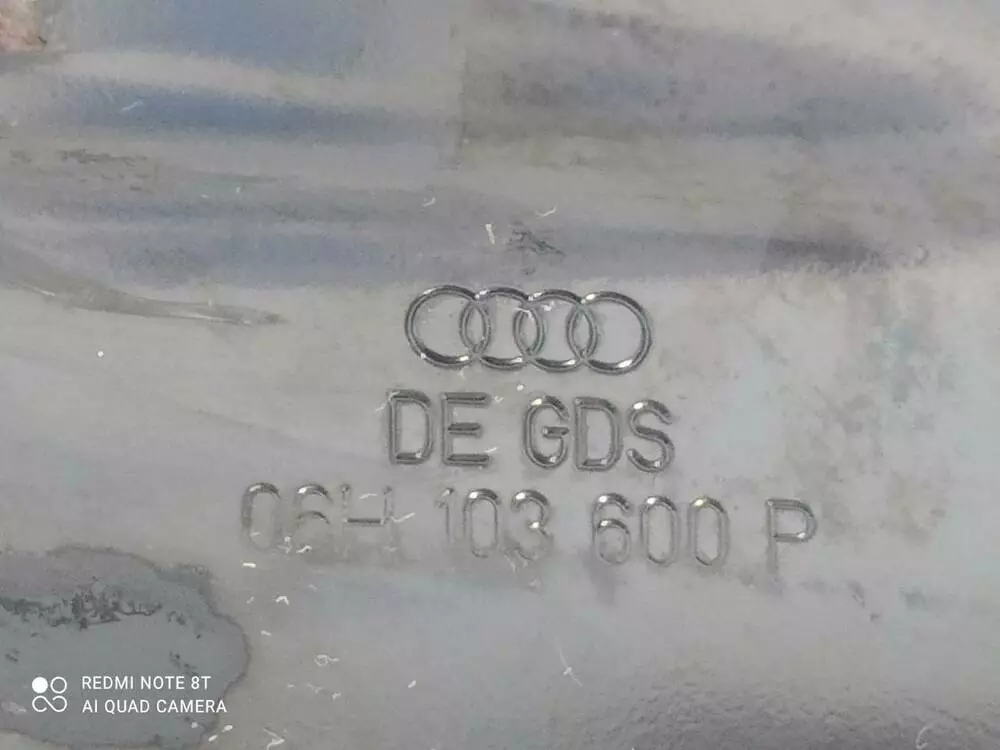 DE GDS
06H 103 600 P
REDMI NOTE 8T
AI QUAD CAMERA